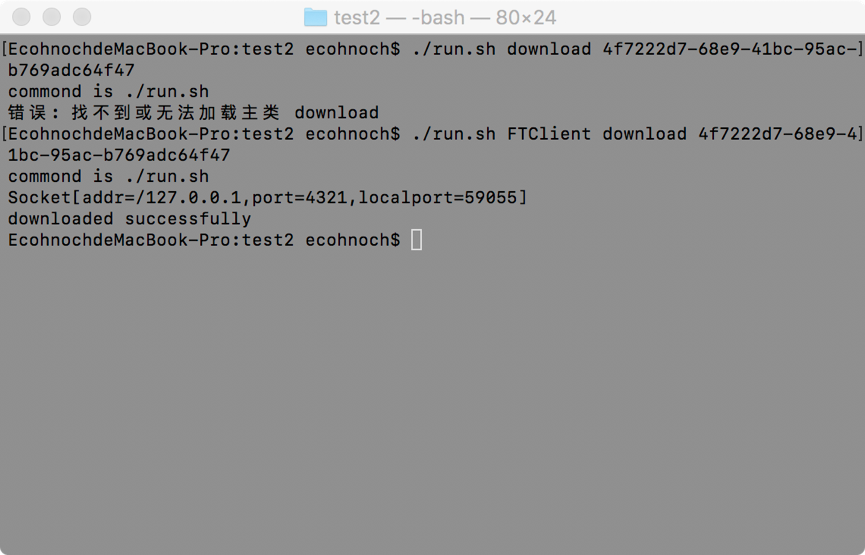 test2 — -bash — 80×24
[EcohnochdeMacBook-Pro:test2 ecohnoch$ ./run.sh download 4f7222d7-68e9-41bc-95ac-]
b769adc64f47
commond is ./run.sh
错误: 找不到或无法加载主类 download
[EcohnochdeMacBook-Pro:test2 ecohnoch$ ./run.sh FTClient download 4f7222d7-68e9-4]
1bc-95ac-b769adc64f47
commond is ./run.sh
Socket[addr=/127.0.0.1,port=4321,localport=59055]
downloaded successfully
EcohnochdeMacBook-Pro:test2 ecohnoch$